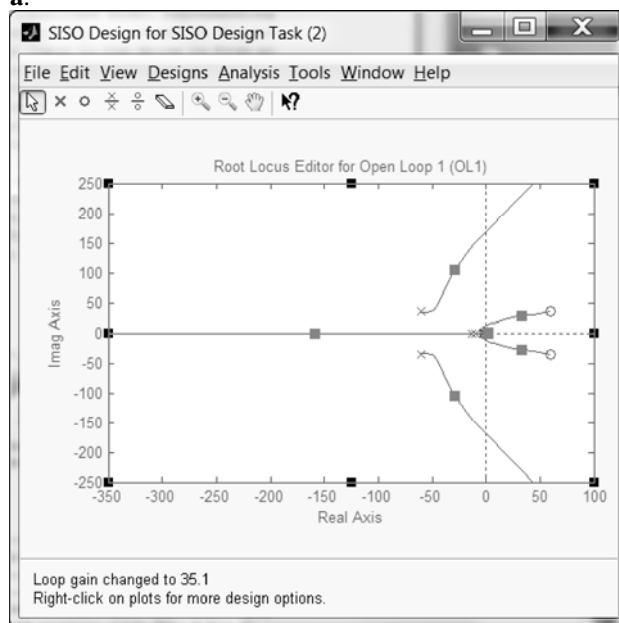 a.
SISO Design for SISO Design Task (2)
File Edit View Designs Analysis Tools Window Help
Root Locus Editor for Open Loop 1 (OL1)
250
200
150
100
50
0
-50
-100
-150
-200
-250
Imag Axis
-350 -300 -250 -200 -150 -100 -50 0 50 100
Real Axis
Loop gain changed to 35.1
Right-click on plots for more design options.